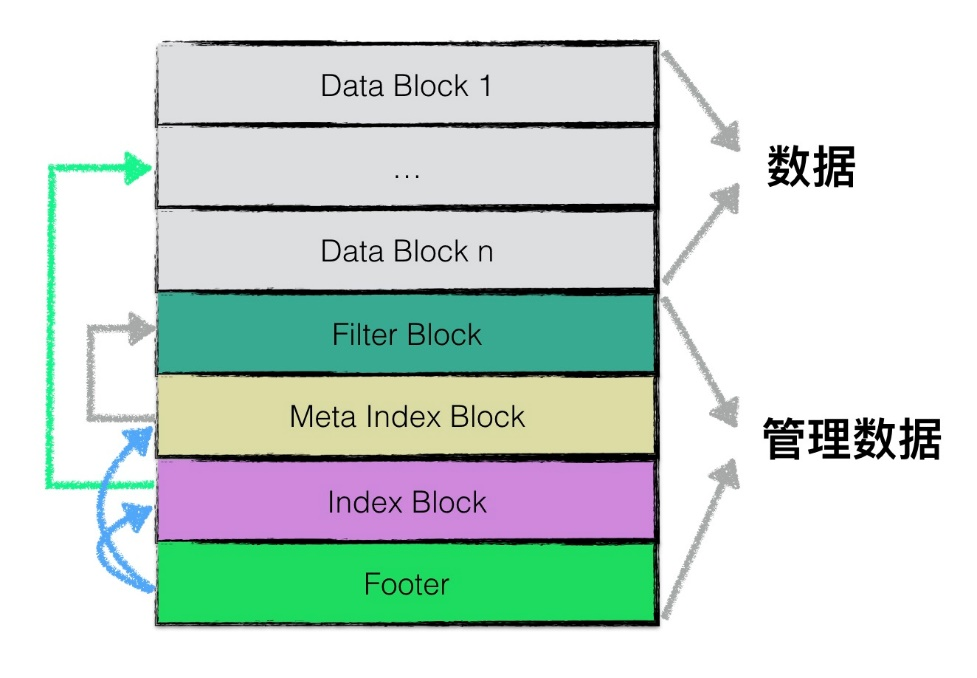 Data Block 1
...
Data Block n
Filter Block
Meta Index Block
Index Block
Footer
数据
管理数据